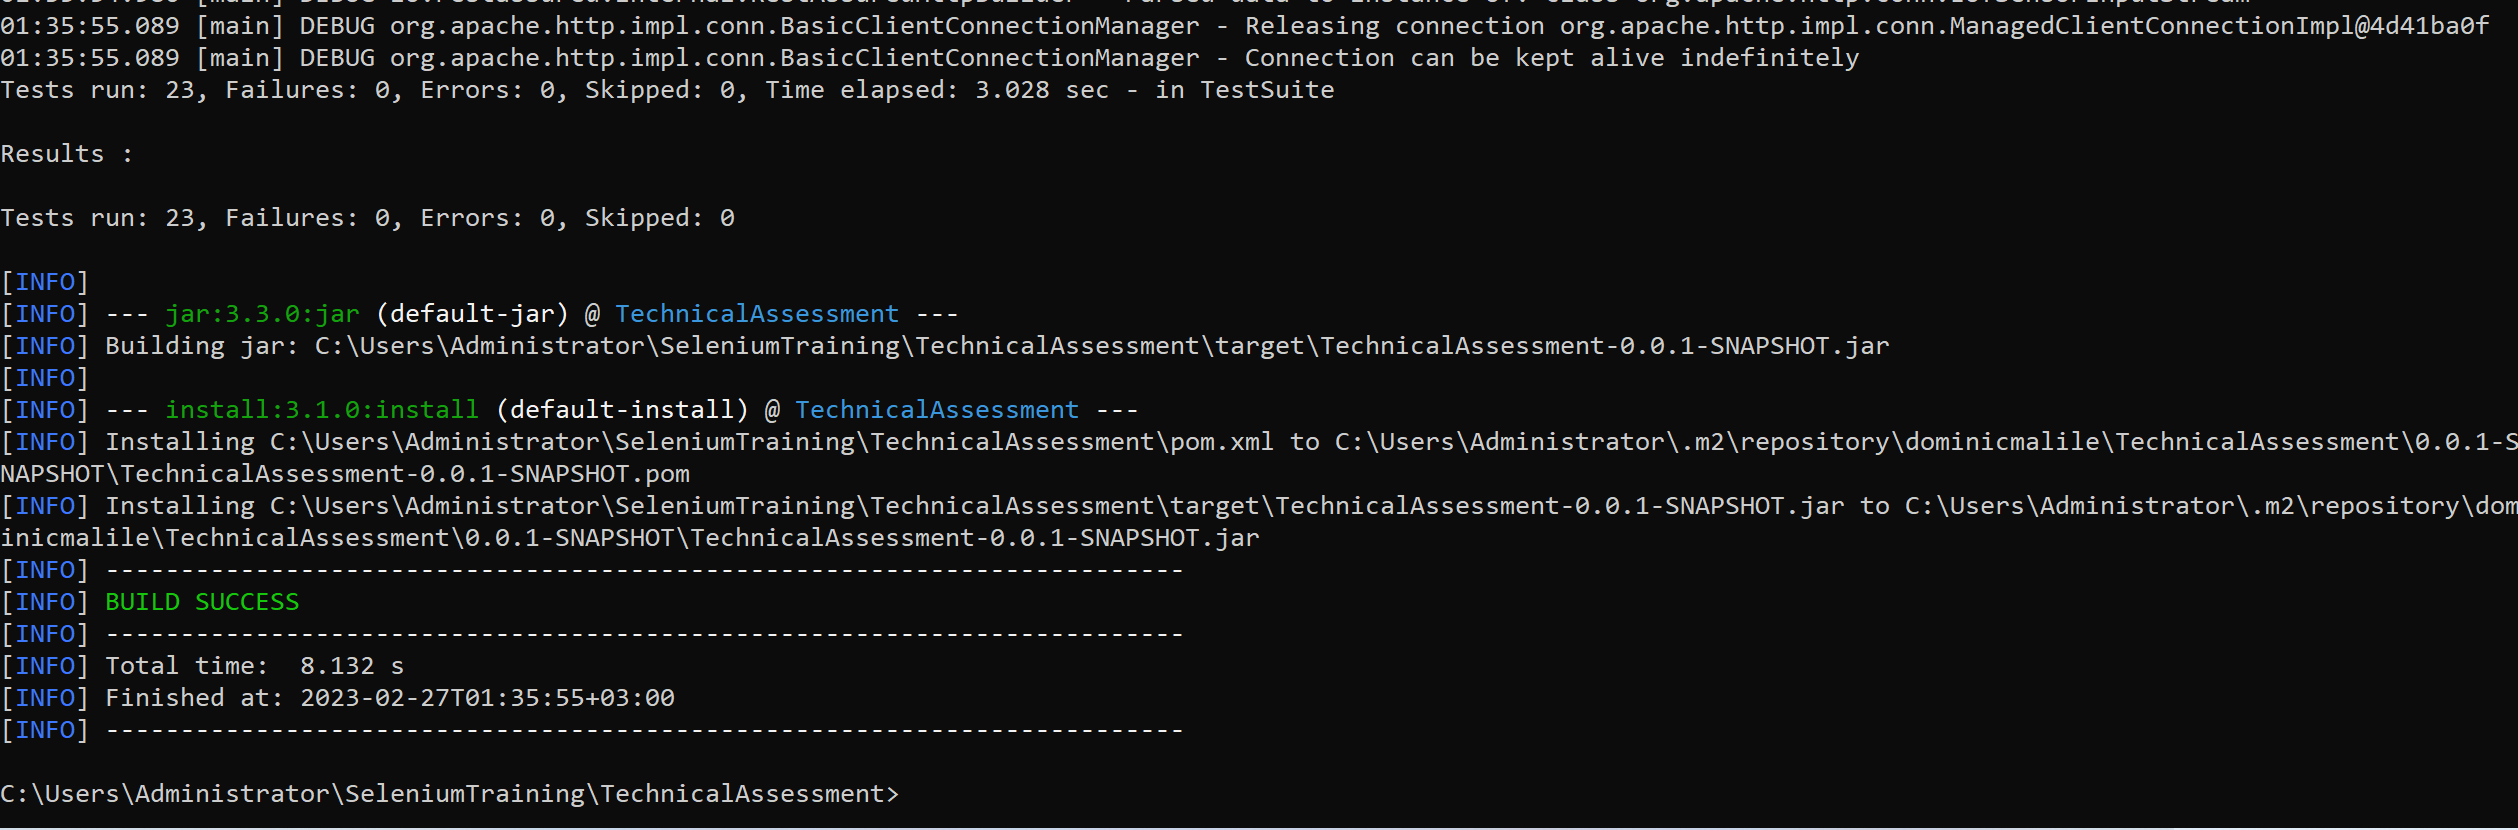 01:35:55.089 [main] DEBUG org.apache.http.impl.conn.BasicClientConnectionManager - Releasing connection org.apache.http.impl.conn.ManagedClientConnectionImpl@4d41ba0f
01:35:55.089 [main] DEBUG org.apache.http.impl.conn.BasicClientConnectionManager - Connection can be kept alive indefinitely
Tests run: 23, Failures: 0, Errors: 0, Skipped: 0, Time elapsed: 3.028 sec - in TestSuite
Results :
Tests run: 23, Failures: 0, Errors: 0, Skipped: 0
[INFO]
[INFO] --- jar:3.3.0:jar (default-jar) @ TechnicalAssessment ---
[INFO] Building jar: C:\Users\Administrator\SeleniumTraining\TechnicalAssessment\target\TechnicalAssessment-0.0.1-SNAPSHOT.jar
[INFO]
[INFO] --- install:3.1.0:install (default-install) @ TechnicalAssessment ---
[INFO] Installing C:\Users\Administrator\SeleniumTraining\TechnicalAssessment\pom.xml to C:\Users\Administrator\.m2\repository\dominicmalile\TechnicalAssessment\0.0.1-S
NAPSHOT\TechnicalAssessment-0.0.1-SNAPSHOT.pom
[INFO] Installing C:\Users\Administrator\SeleniumTraining\TechnicalAssessment\target\TechnicalAssessment-0.0.1-SNAPSHOT.jar to C:\Users\Administrator\.m2\repository\dom
inicmalile\TechnicalAssessment\0.0.1-SNAPSHOT\TechnicalAssessment-0.0.1-SNAPSHOT.jar
[INFO] ------------------------------------------------------------------------
[INFO] BUILD SUCCESS
[INFO] ------------------------------------------------------------------------
[INFO] Total time:  8.132 s
[INFO] Finished at: 2023-02-27T01:35:55+03:00
[INFO] ------------------------------------------------------------------------
C:\Users\Administrator\SeleniumTraining\TechnicalAssessment>